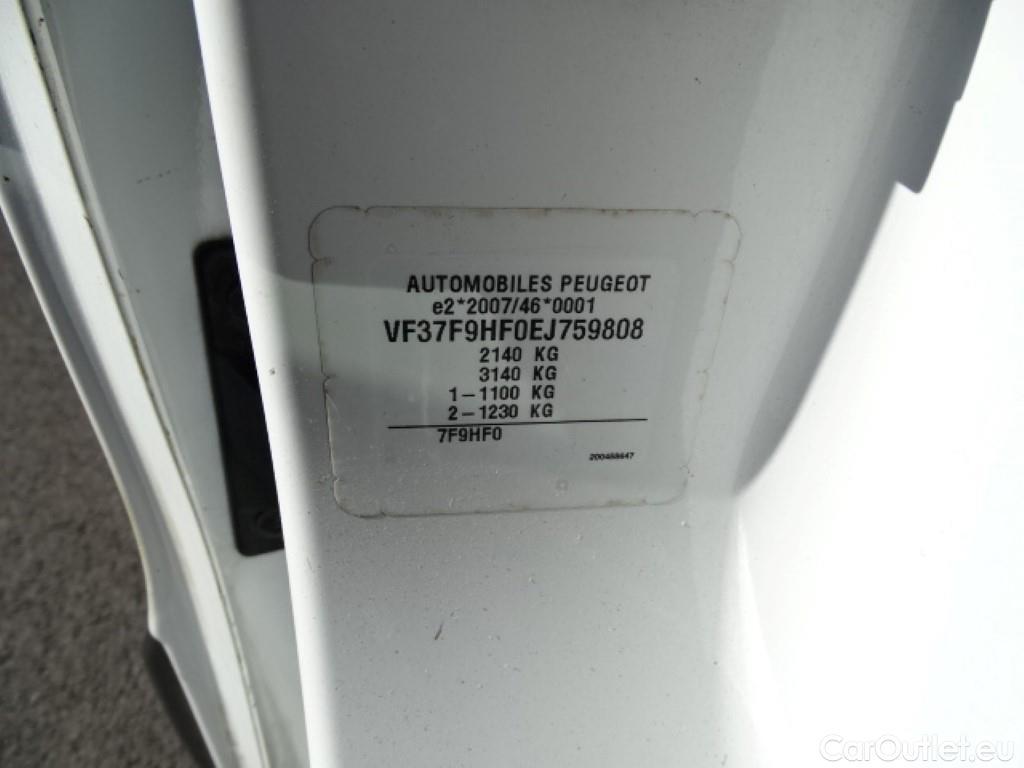 AUTOMOBILES PEUGEOT
e2*2007/46*0001
VF37F9HF0EJ759808
2140 KG
3140 KG
1-1100 KG
2-1230 KG
7F9HF0
200488647
CarOutlet.eu